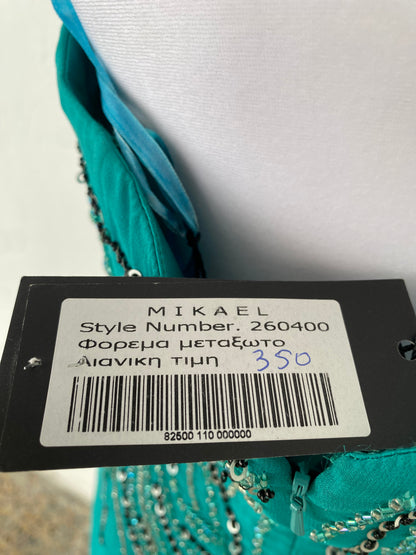 MIKAEL
Style Number. 260400
Φορεμα μεταξωτο
Λιανικη τιμη 350
82500 110 000000